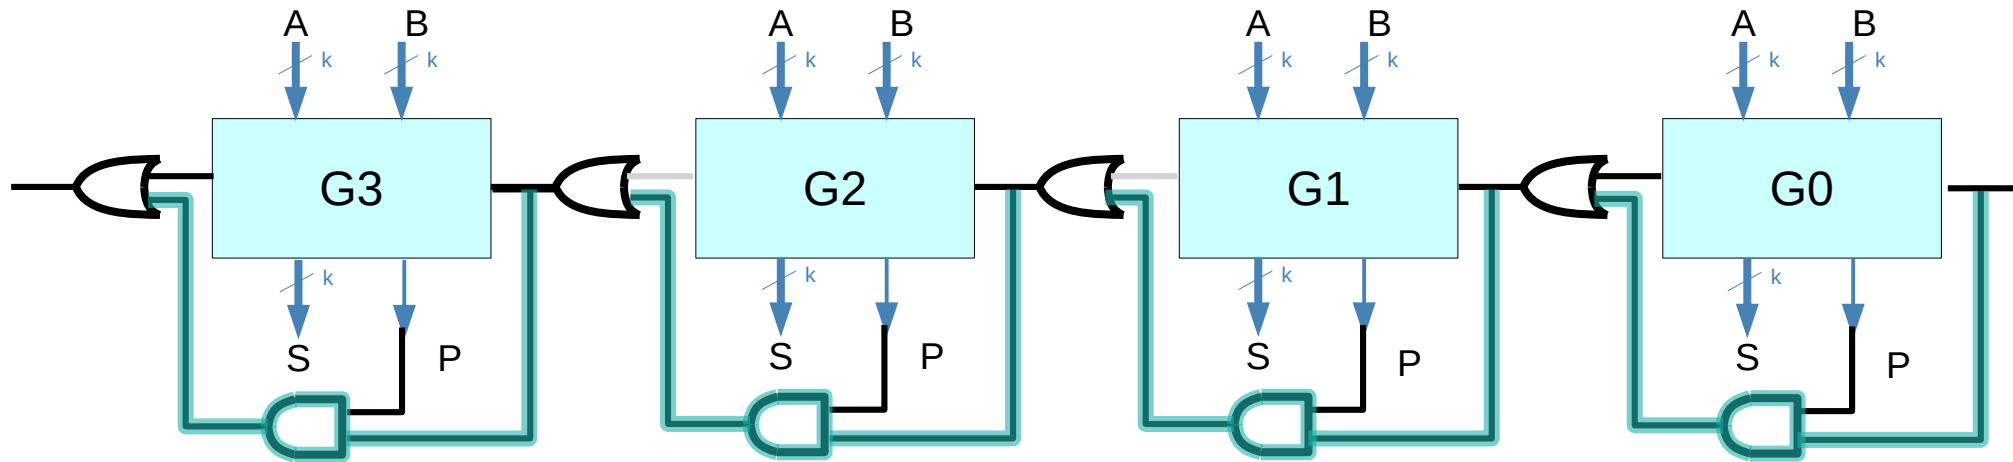 A B A B A B A B
k k k k k k k k
G3 G2 G1 G0
k k k k
S P S P S P S P